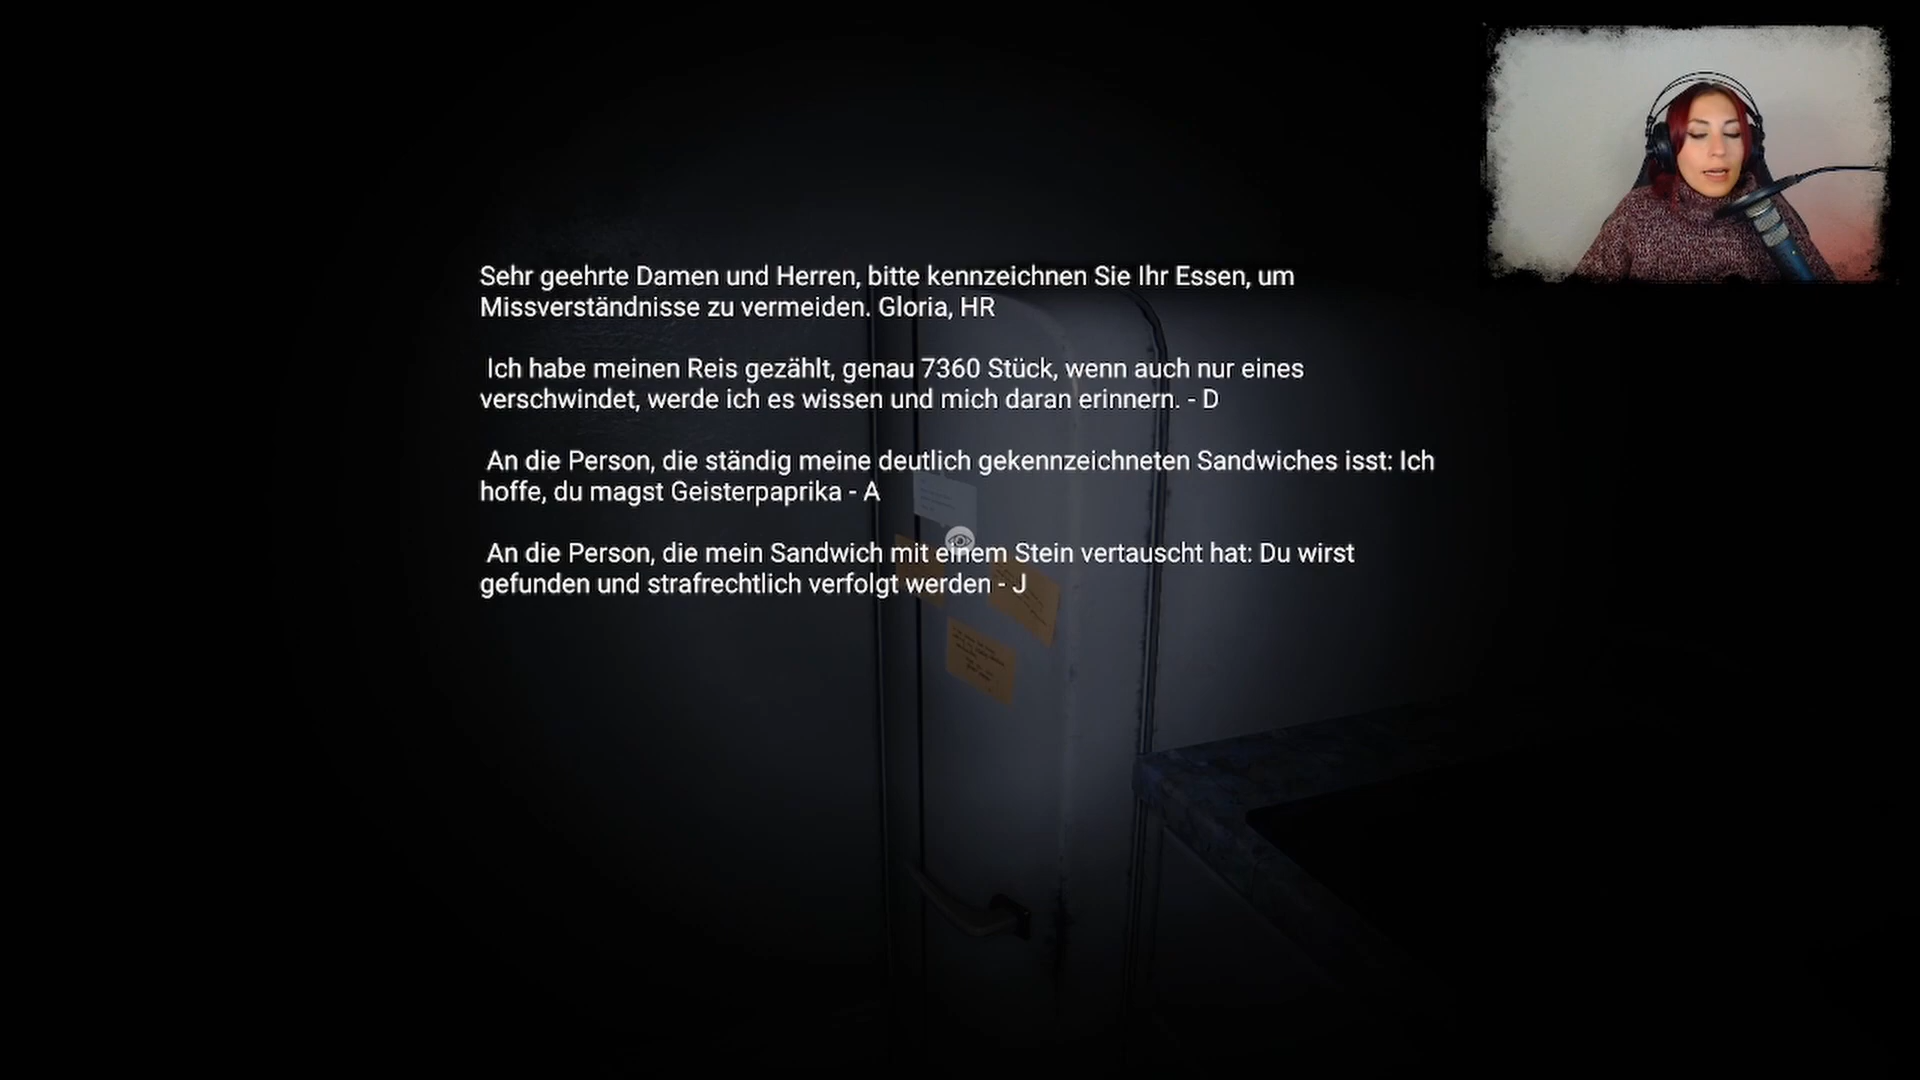 Sehr geehrte Damen und Herren, bitte kennzeichnen Sie Ihr Essen, um
Missverständnisse zu vermeiden. Gloria, HR
Ich habe meinen Reis gezählt, genau 7360 Stück, wenn auch nur eines
verschwindet, werde ich es wissen und mich daran erinnern. - D
An die Person, die ständig meine deutlich gekennzeichneten Sandwiches isst: Ich
hoffe, du magst Geisterpaprika - A
An die Person, die mein Sandwich mit einem Stein vertauscht hat: Du wirst
gefunden und strafrechtlich verfolgt werden - J